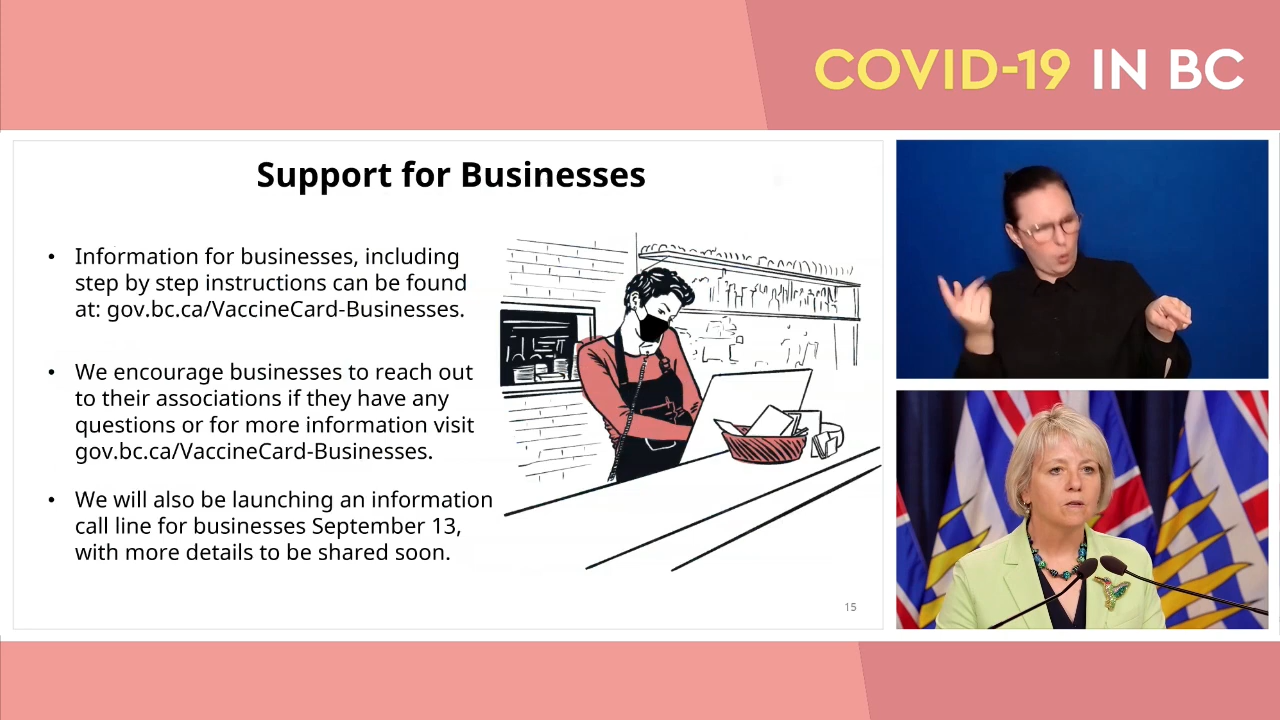 COVID-19 IN BC
Support for Businesses
• Information for businesses, including
step by step instructions can be found
at: gov.bc.ca/VaccineCard-Businesses.
• We encourage businesses to reach out
to their associations if they have any
questions or for more information visit
gov.bc.ca/VaccineCard-Businesses.
• We will also be launching an information
call line for businesses September 13,
with more details to be shared soon.
15